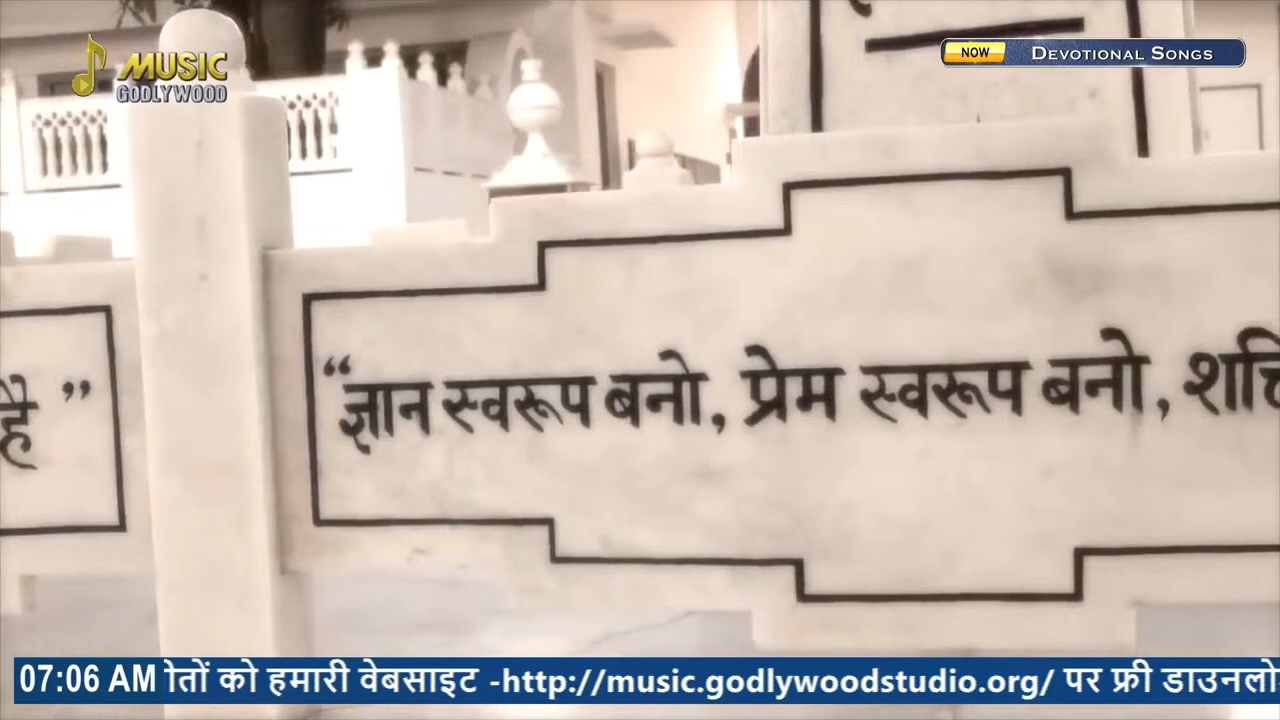 MUSIC
GODLYWOOD
NOW DEVOTIONAL SONGS
है”
“ज्ञान स्वरूप बनो, प्रेम स्वरूप बनो,
07:06 AM को हमारी वेबसाइट -http://music.godlywoodstudio.org/ पर फ्री